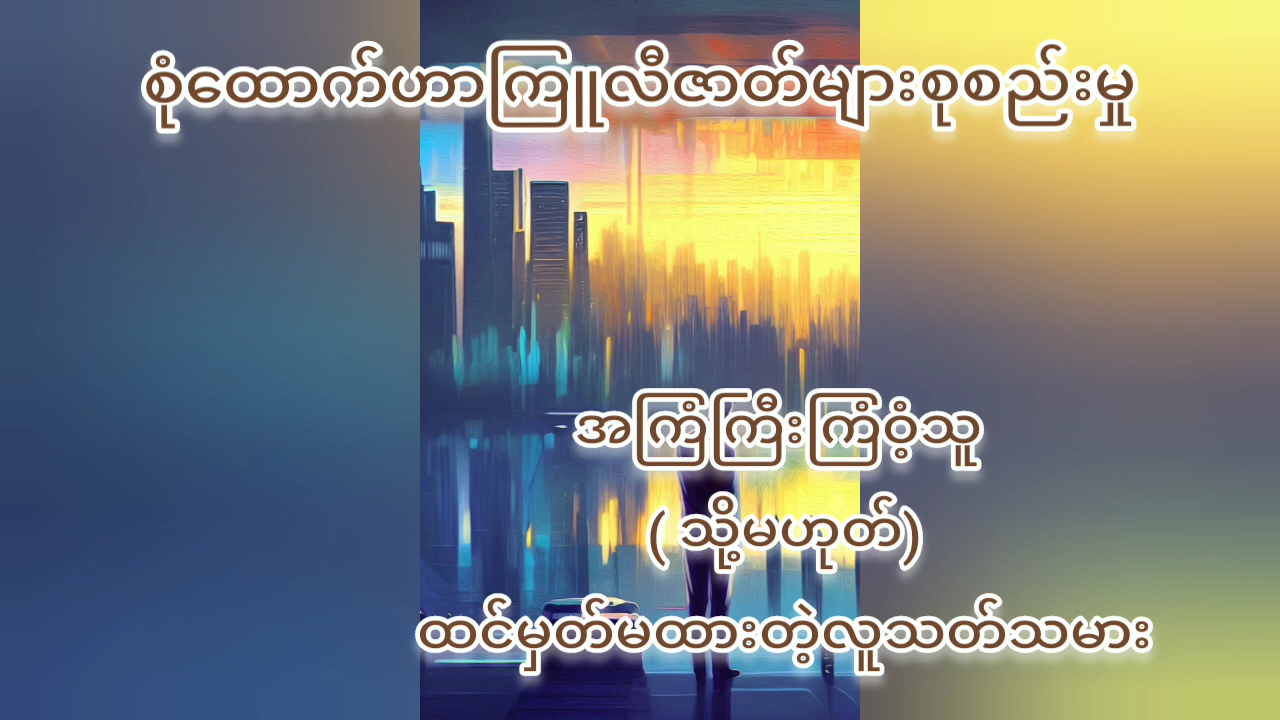 စုံထောက်ဟာကြူလီဇာတ်များစုစည်းမှု
အကြံကြီးကြံဝံ့သူ
( သို့မဟုတ်)
ထင်မှတ်မထားတဲ့လူသတ်သမား